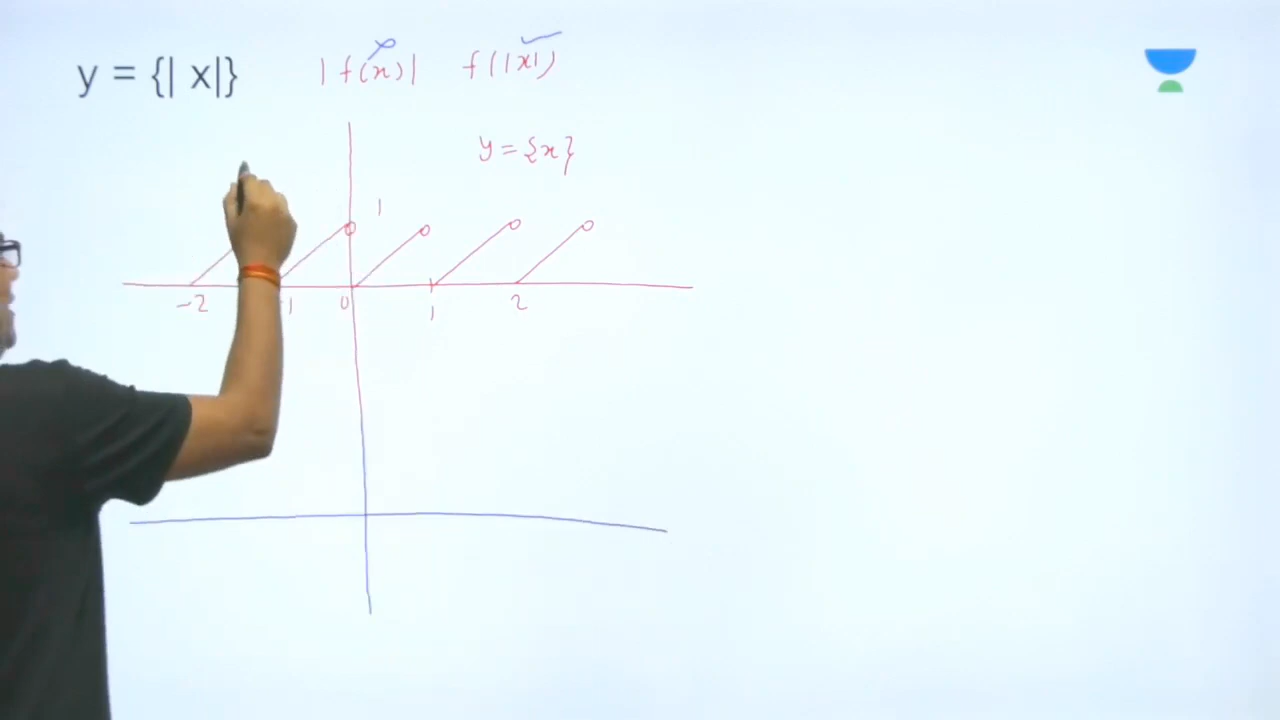 y = {| x|}
|f(x)| f(|x|)
y = {x}
1
-2 1 0 1 2